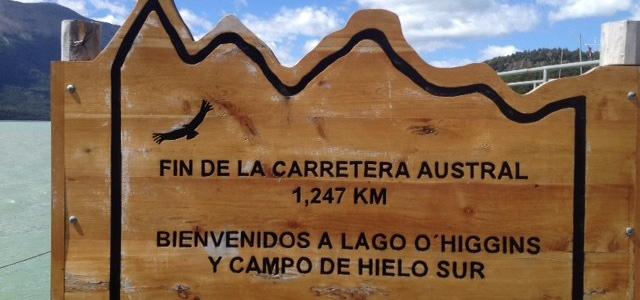 FIN DE LA CARRETERA AUSTRAL
1,247 KM
BIENVENIDOS A LAGO O´HIGGINS
Y CAMPO DE HIELO SUR